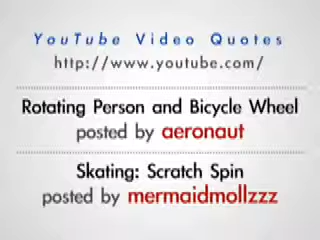 YouTube Video Quotes
http://www.youtube.com/
Rotating Person and Bicycle Wheel
posted by aeronaut
Skating: Scratch Spin
posted by mermaidmollzzz